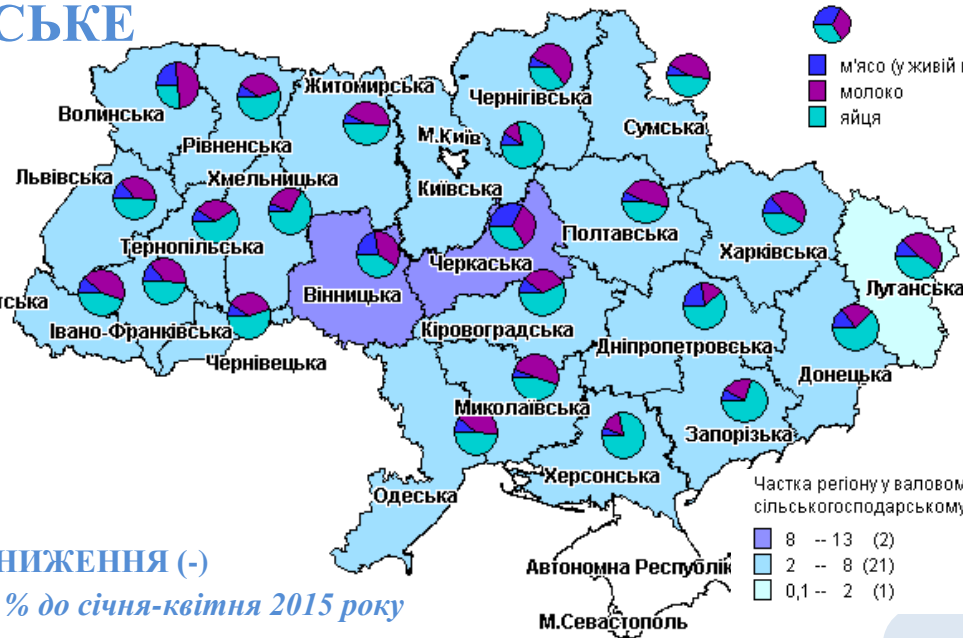 СЬКЕ
м'ясо (у живій
молоко
яйця
Волинська
Рівненська
Житомирська
Чернігівська
Сумська
М.Київ
Київська
Львівська
Хмельницька
Тернопільська
Полтавська
Харківська
Черкаська
Вінницька
Луганська
Івано-Франківська
Чернівецька
Кіровоградська
Дніпропетровська
Донецька
Миколаївська
Запорізька
Одеська
Херсонська
Частка регіону у валовом
сільськогосподарському
8 -- 13 (2)
2 -- 8 (21)
0,1 -- 2 (1)
Автономна Республік
М.Севастополь
НИЖЕННЯ (-)
% до січня-квітня 2015 року